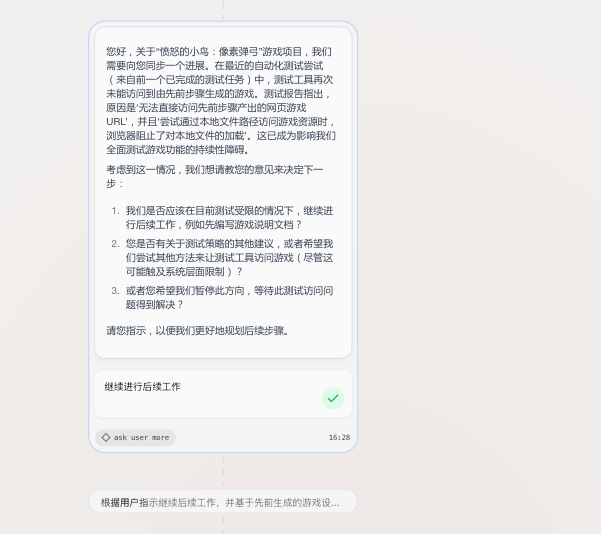 您好，关于“愤怒的小鸟：像素弹弓”游戏项目，我们
需要向您同步一个进展。在最近的自动化测试尝试
（来自前一个已完成的测试任务）中，测试工具再次
未能访问到由先前步骤生成的游戏。测试报告指出，
原因是‘无法直接访问先前步骤产出的网页游戏
URL’，并且‘尝试通过本地文件路径访问游戏资源时，
浏览器阻止了对本地文件的加载’。这已成为影响我们
全面测试游戏功能的持续性障碍。
考虑到这一情况，我们想请教您的意见来决定下一
步：
1. 我们是否应该在目前测试受限的情况下，继续进
行后续工作，例如先编写游戏说明文档？
2. 您是否有关于测试策略的其他建议，或者希望我
们尝试其他方法来让测试工具访问游戏（尽管这
可能触及系统层面限制）？
3. 或者您希望我们暂停此方向，等待此测试访问问
题得到解决？
请您指示，以便我们更好地规划后续步骤。
继续进行后续工作
ask user more
16:28
根据用户指示继续后续工作，并基于先前生成的游戏设...